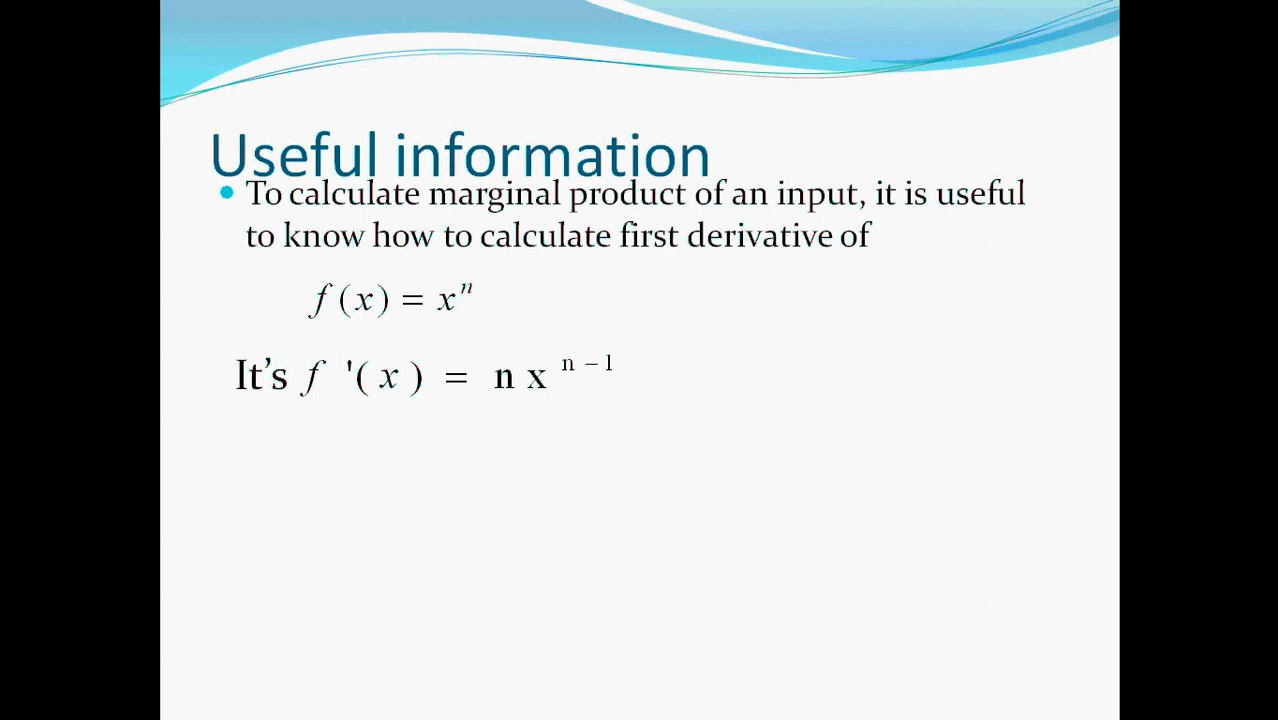 Useful information
• To calculate marginal product of an input, it is useful
to know how to calculate first derivative of
f (x) = xⁿ
It’s f '( x ) = n x ⁿ ⁻ ¹